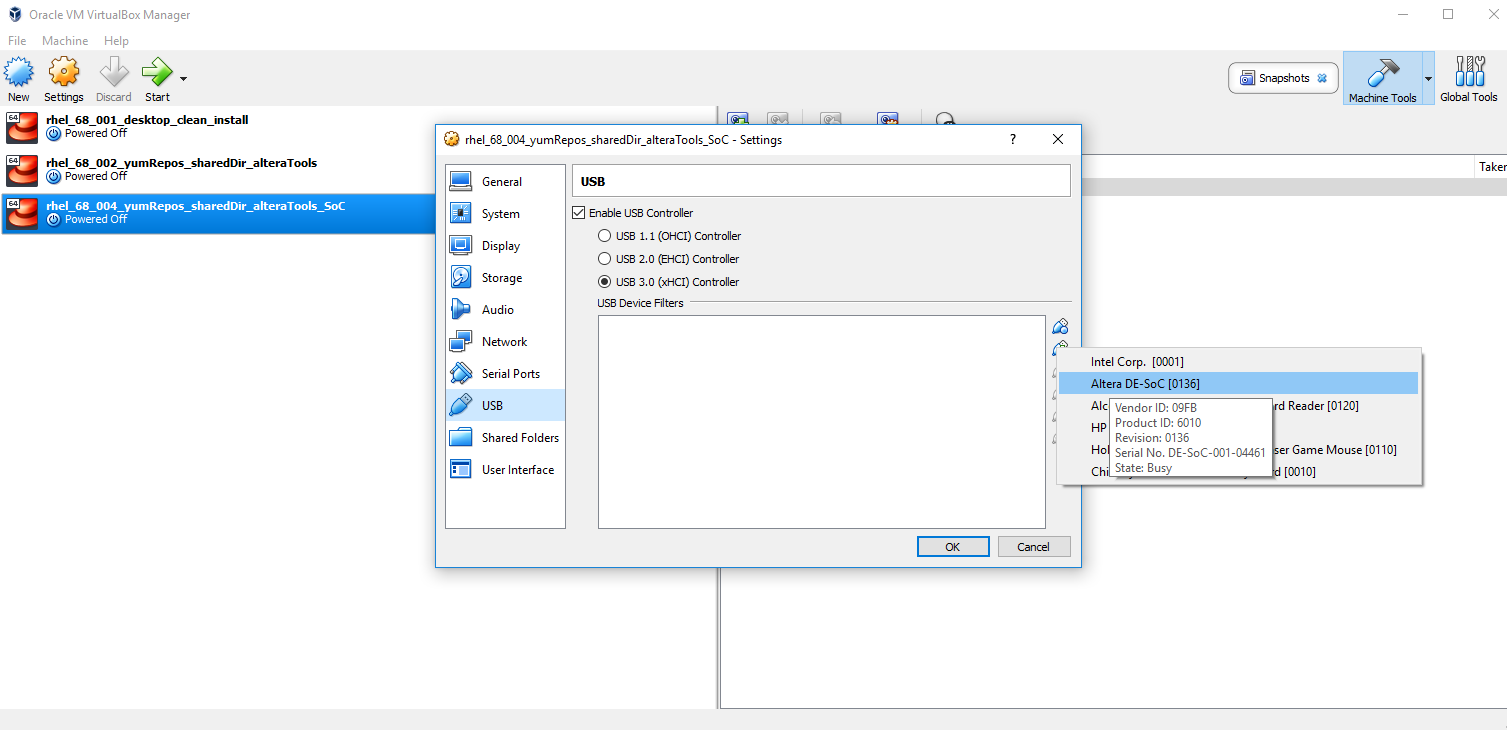 Oracle VM VirtualBox Manager
File Machine Help
New Settings Discard Start
Snapshots
Machine Tools
Global Tools
64
rhel_68_001_desktop_clean_install
Powered Off
64
rhel_68_002_yumRepos_sharedDir_alteraTools
Powered Off
64
rhel_68_004_yumRepos_sharedDir_alteraTools_SoC
Powered Off
Taken
rhel_68_004_yumRepos_sharedDir_alteraTools_SoC - Settings
?
General
System
Display
Storage
Audio
Network
Serial Ports
USB
Shared Folders
User Interface
USB
Enable USB Controller
USB 1.1 (OHCI) Controller
USB 2.0 (EHCI) Controller
USB 3.0 (xHCI) Controller
USB Device Filters
Intel Corp. [0001]
Altera DE-SoC [0136]
Alc rd Reader [0120]
HP
Hol ser Game Mouse [0110]
Chi d [0010]
Vendor ID: 09FB
Product ID: 6010
Revision: 0136
Serial No. DE-SoC-001-04461
State: Busy
OK Cancel